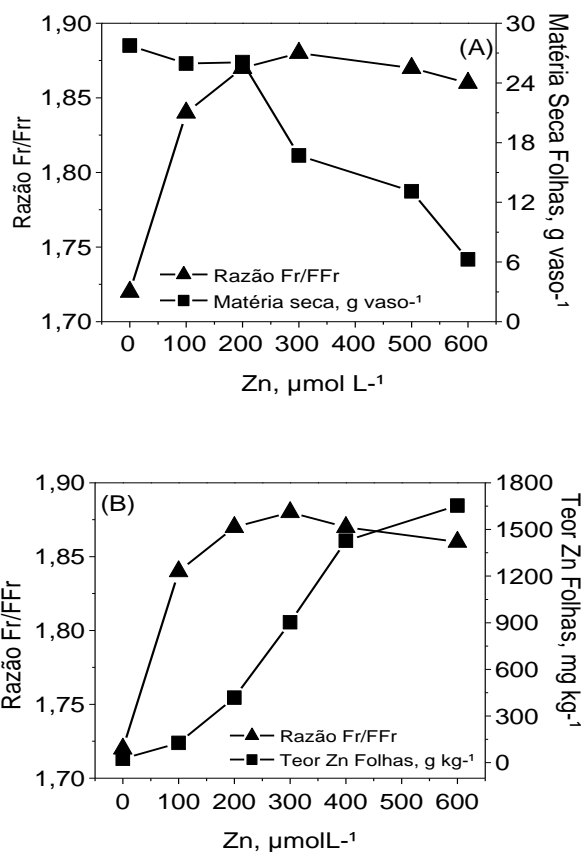 (A)
1,90
1,85
1,80
1,75
1,70
Razão Fr/Frr
30
24
18
12
6
0
Matéria Seca Folhas, g vaso-¹
Razão Fr/FFr
Matéria seca, g vaso-¹
0 100 200 300 400 500 600
Zn, µmol L-¹
(B)
1,90
1,85
1,80
1,75
1,70
Razão Fr/FFr
1800
1500
1200
900
600
300
0
Teor Zn Folhas, mg kg-¹
Razão Fr/FFr
Teor Zn Folhas, g kg-¹
0 100 200 300 400 500 600
Zn, µmolL-¹